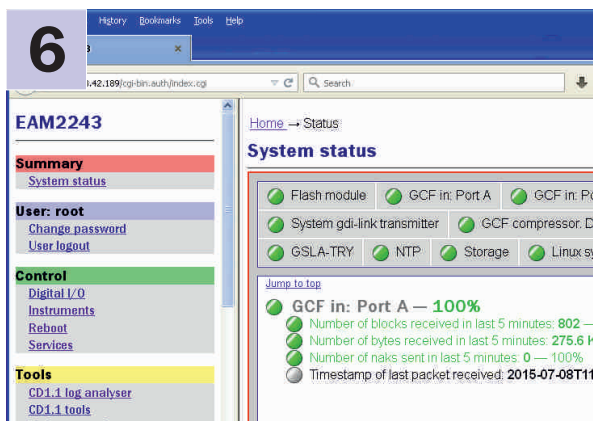 6
History Bookmarks Tools Help
.42.189/cgi-bin.auth/index.cgi
Search
EAM2243
Summary
System status
User: root
Change password
User logout
Control
Digital I/O
Instruments
Reboot
Services
Tools
CD1.1 log analyser
CD1.1 tools
Home → Status
System status
Flash module GCF in: Port A GCF in: Po
System gdi-link transmitter GCF compressor. D
GSLA-TRY NTP Storage Linux sy
Jump to top
GCF in: Port A — 100%
Number of blocks received in last 5 minutes: 802 —
Number of bytes received in last 5 minutes: 275.6 K
Number of naks sent in last 5 minutes: 0 — 100%
Timestamp of last packet received: 2015-07-08T11